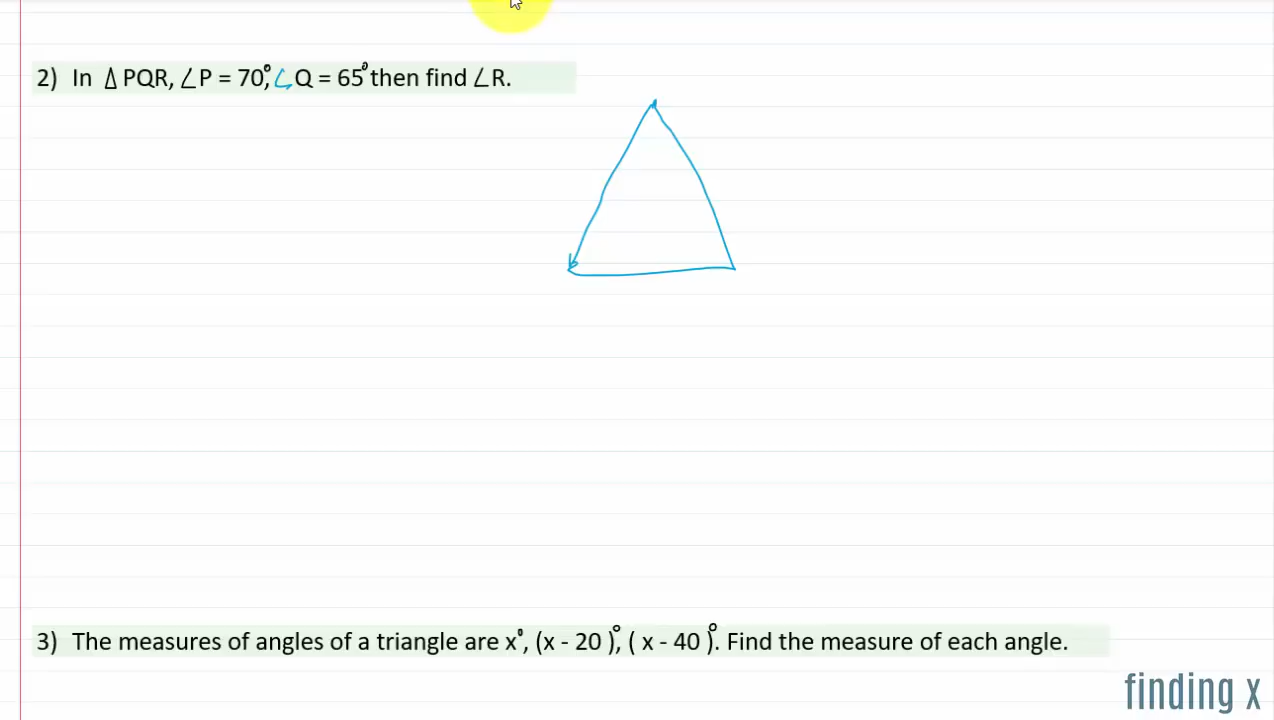 2) In △ PQR, ∠P = 70°, ∠Q = 65° then find ∠R.
3) The measures of angles of a triangle are x°, (x - 20 )°, ( x - 40 )°. Find the measure of each angle.
finding x